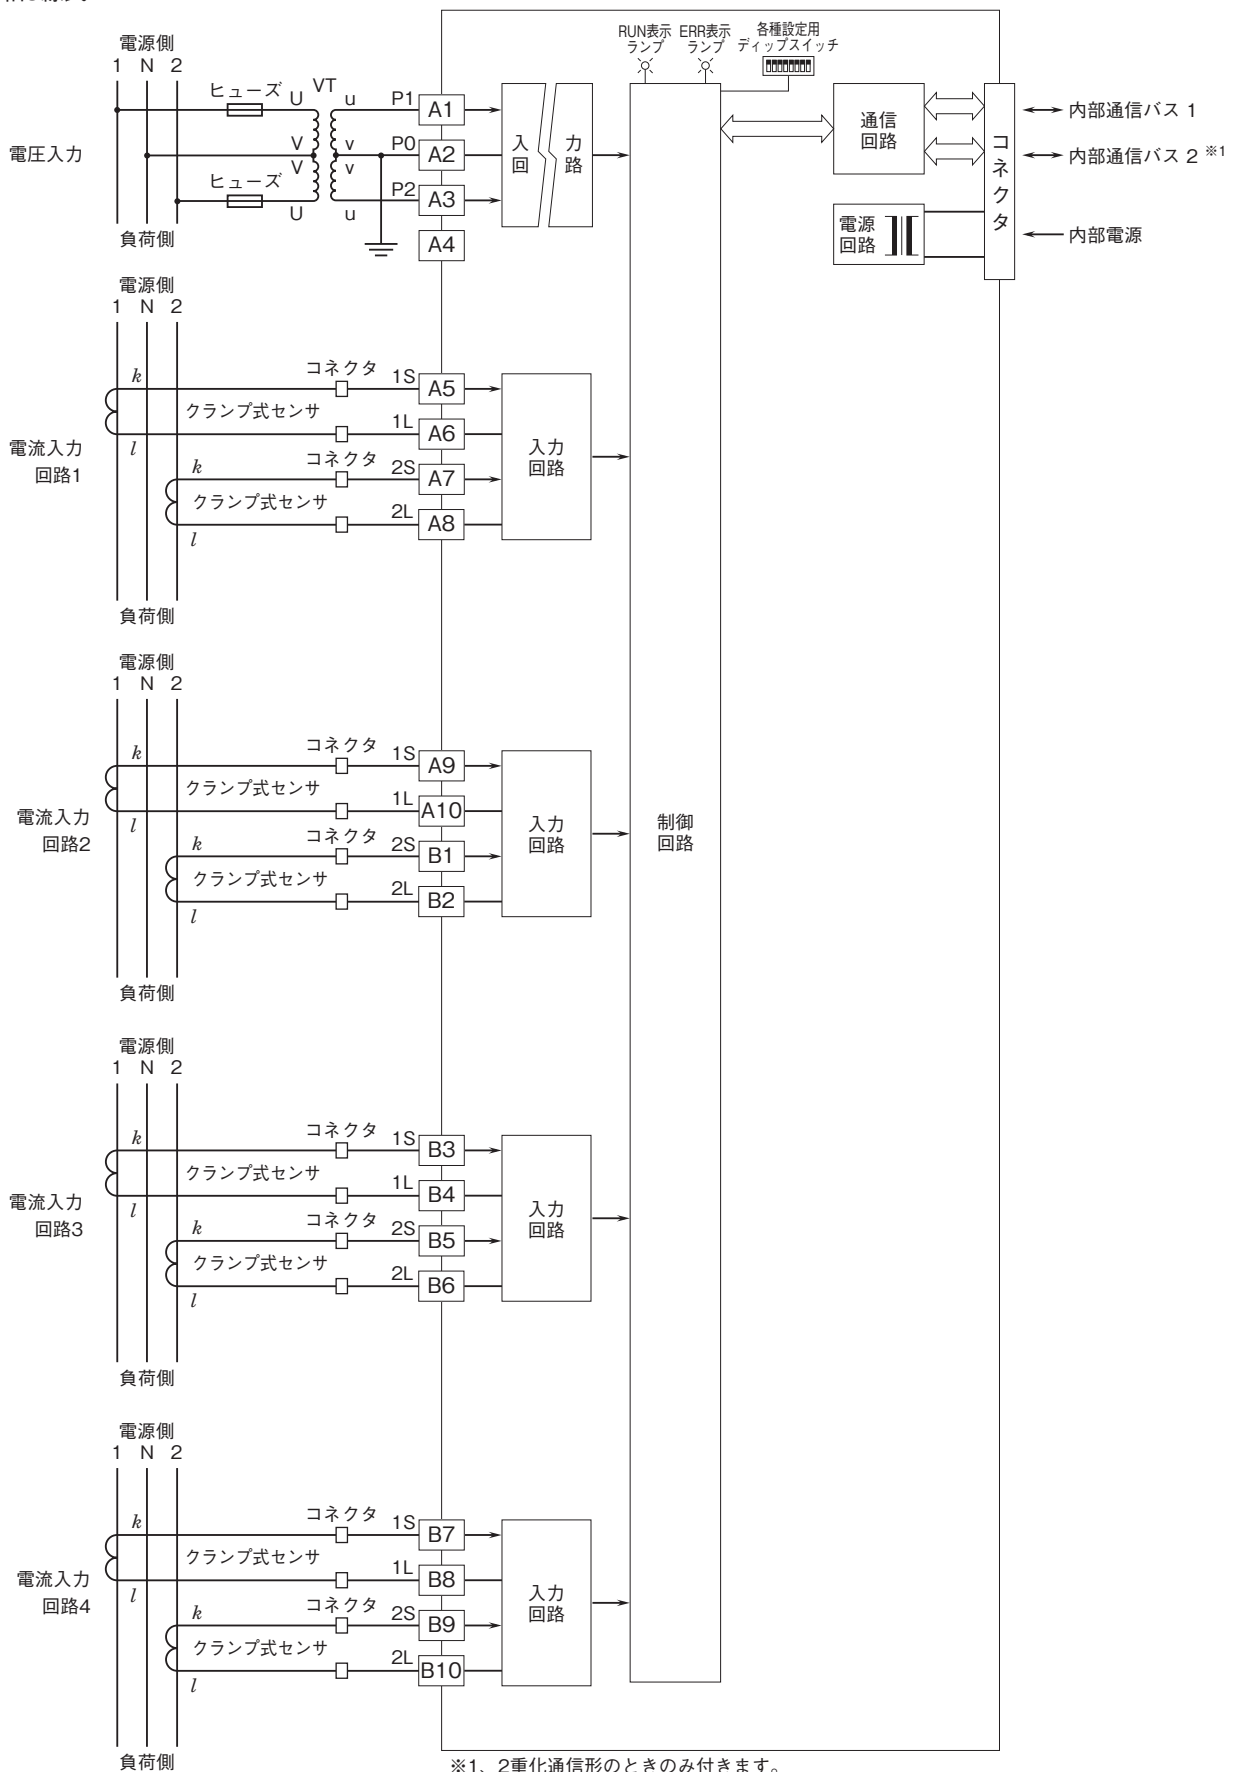 電源側
1 N 2
ヒューズ
U
VT
u
P1
A1
V
v
P0
A2
V
v
ヒューズ
P2
A3
U
u
A4
電圧入力
負荷側
入力
回路
RUN表示
ランプ
ERR表示
ランプ
各種設定用
ディップスイッチ
通信
回路
コネクタ
内部通信バス 1
内部通信バス 2 ※1
電源
回路
内部電源
制御
回路
電源側
1 N 2
k
コネクタ
1S
A5
クランプ式センサ
1L
A6
l
電流入力
回路1
k
コネクタ
2S
A7
クランプ式センサ
2L
A8
l
入力
回路
負荷側
電源側
1 N 2
k
コネクタ
1S
A9
クランプ式センサ
1L
A10
l
電流入力
回路2
k
コネクタ
2S
B1
クランプ式センサ
2L
B2
l
入力
回路
負荷側
電源側
1 N 2
k
コネクタ
1S
B3
クランプ式センサ
1L
B4
l
電流入力
回路3
k
コネクタ
2S
B5
クランプ式センサ
2L
B6
l
入力
回路
負荷側
電源側
1 N 2
k
コネクタ
1S
B7
クランプ式センサ
1L
B8
l
電流入力
回路4
k
コネクタ
2S
B9
クランプ式センサ
2L
B10
l
入力
回路
負荷側
※1、2重化通信形のときのみ付きます。